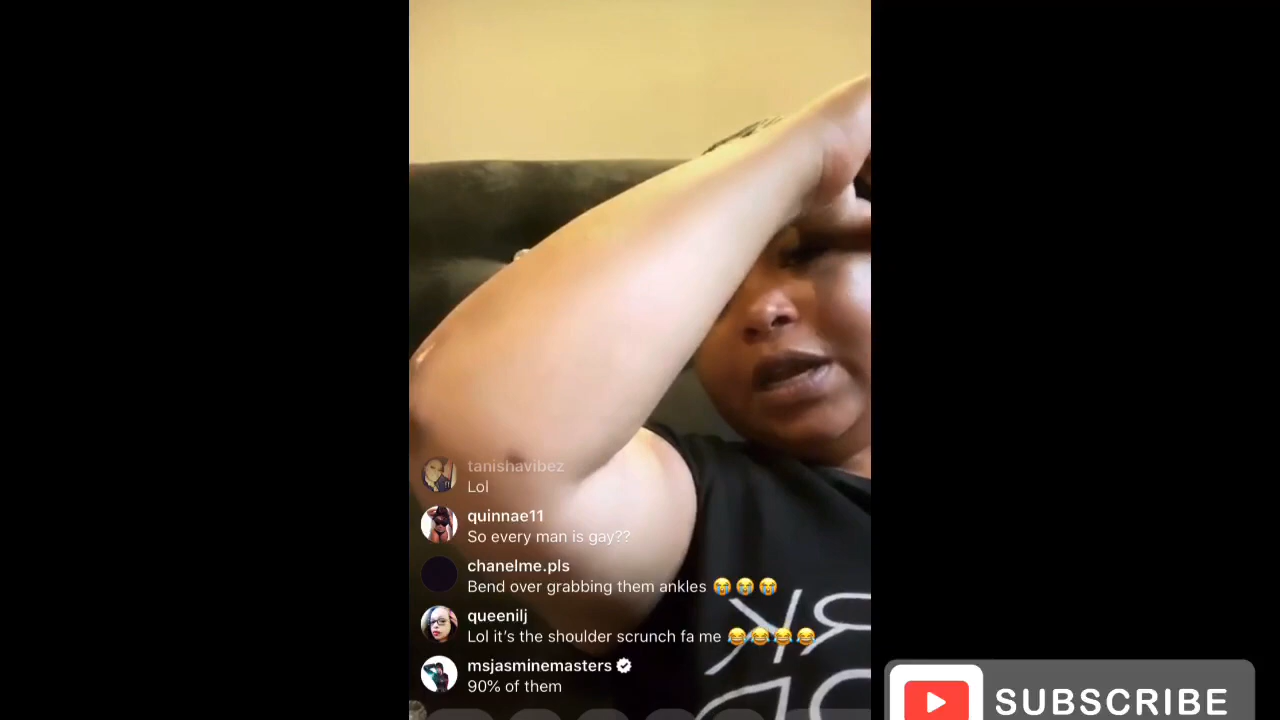 tanishavibez
Lol
quinnae11
So every man is gay??
chanelme.pls
Bend over grabbing them ankles 😭😭😭
queenilj
Lol it's the shoulder scrunch fa me 😂😂😂😂
msjasminemasters
90% of them
SUBSCRIBE